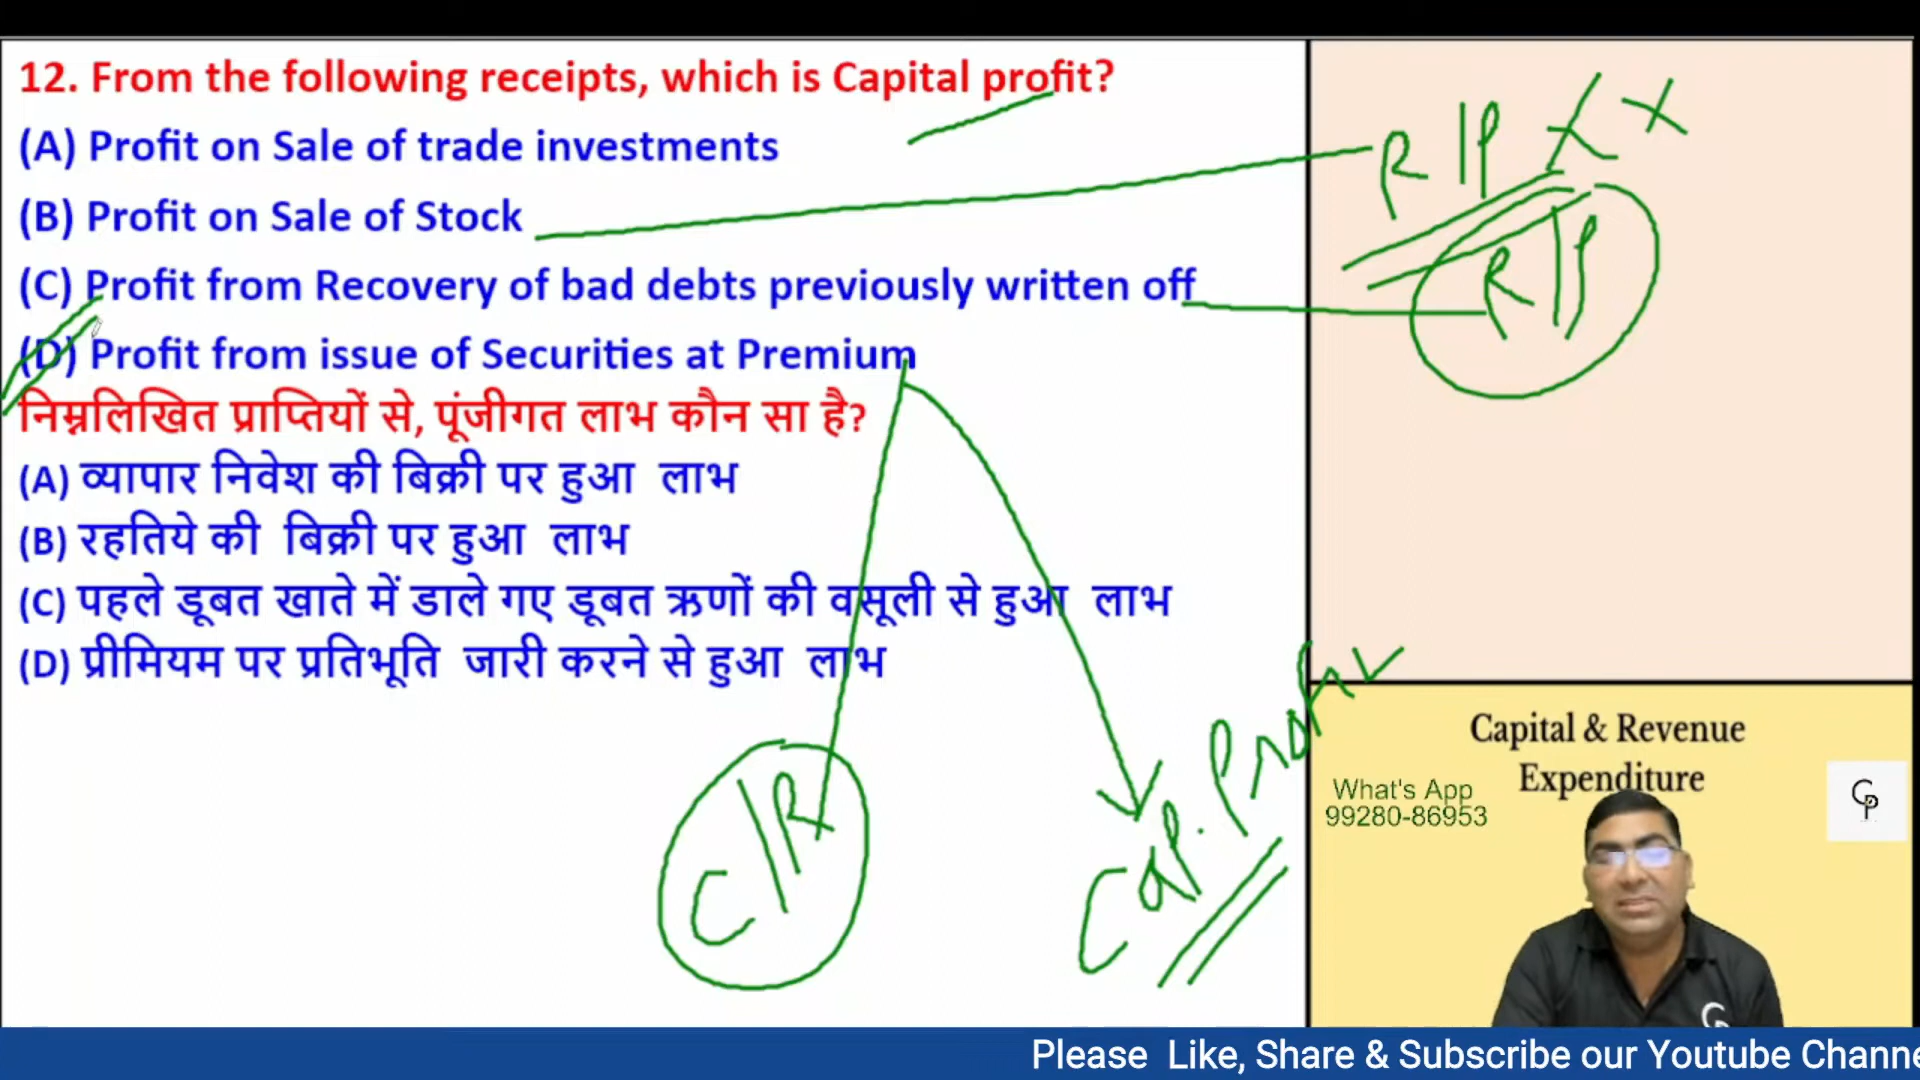 12. From the following receipts, which is Capital profit?
(A) Profit on Sale of trade investments
(B) Profit on Sale of Stock
(C) Profit from Recovery of bad debts previously written off
(D) Profit from issue of Securities at Premium
निम्नलिखित प्राप्तियों से, पूंजीगत लाभ कौन सा है?
(A) व्यापार निवेश की बिक्री पर हुआ लाभ
(B) रहतिये की बिक्री पर हुआ लाभ
(C) पहले डूबत खाते में डाले गए डूबत ऋणों की वसूली से हुआ लाभ
(D) प्रीमियम पर प्रतिभूति जारी करने से हुआ लाभ
R|P
R|P
C/R
Cap. Profit
Capital & Revenue
Expenditure
What's App
99280-86953
CP
Please Like, Share & Subscribe our Youtube Channe